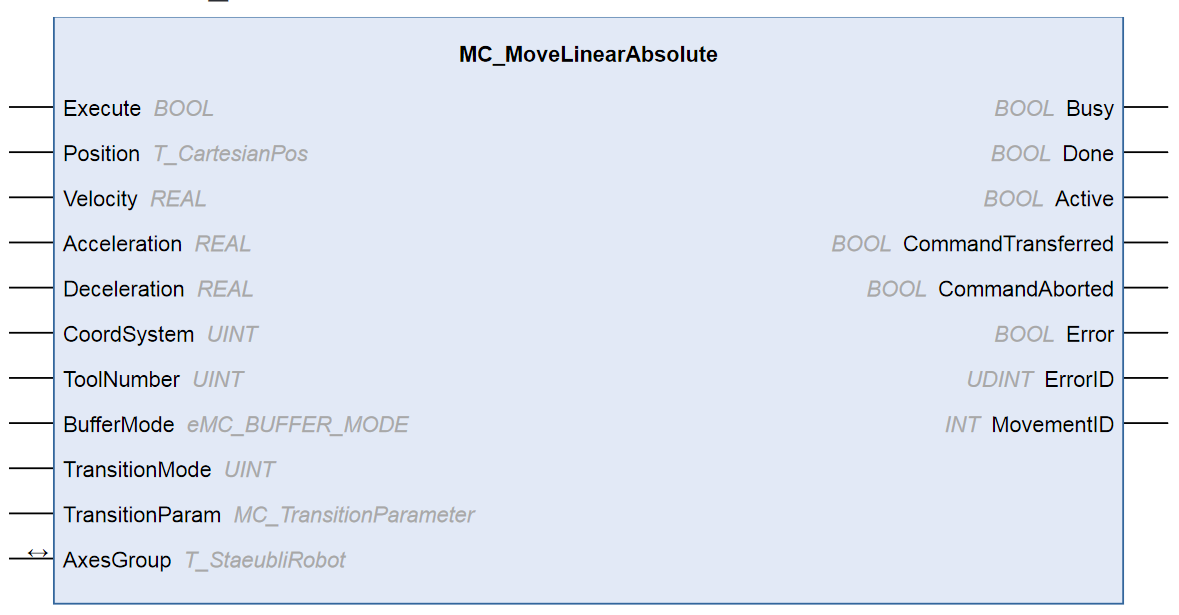 MC_MoveLinearAbsolute
Execute BOOL BOOL Busy
Position T_CartesianPos BOOL Done
Velocity REAL BOOL Active
Acceleration REAL BOOL CommandTransferred
Deceleration REAL BOOL CommandAborted
CoordSystem UINT BOOL Error
ToolNumber UINT UDINT ErrorID
BufferMode eMC_BUFFER_MODE INT MovementID
TransitionMode UINT
TransitionParam MC_TransitionParameter
AxesGroup T_StaeubliRobot